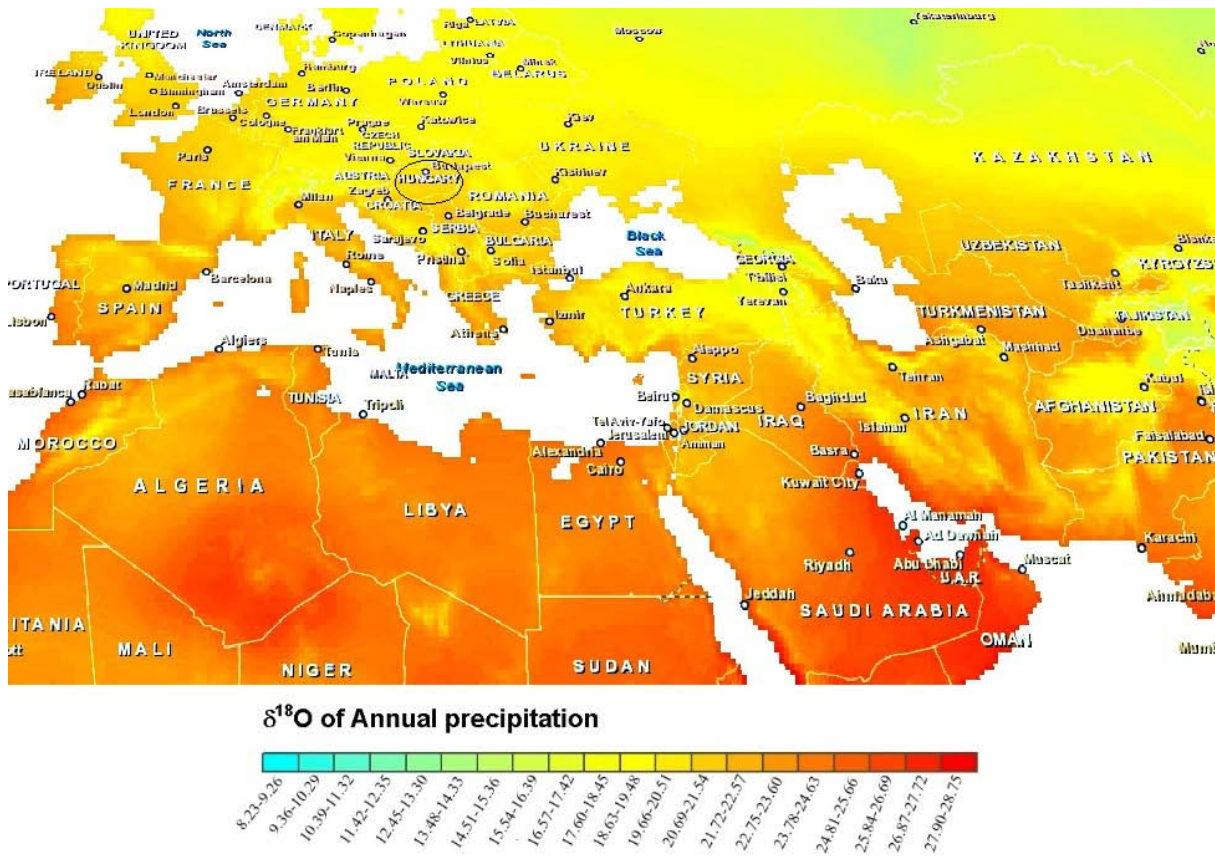 UNITED
KINGDOM
North
Sea
DENMARK
Copenhagen
Riga
LATVIA
LITHUANIA
Vilnius
Minsk
BELARUS
Moscow
Yekaterinburg
IRELAND
Dublin
Manchester
Birmingham
London
Amsterdam
Hamburg
Berlin
GERMANY
POLAND
Warsaw
Brussels
Cologne
Frankfurt
am Main
Prague
CZECH
REPUBLIC
Katowice
Kiev
UKRAINE
KAZAKHSTAN
Paris
FRANCE
Vienna
SLOVAKIA
Budapest
AUSTRIA
HUNGARY
Kishinev
Zagreb
CROATIA
ROMANIA
Milan
Belgrade
Bucharest
ITALY
Sarajevo
SERBIA
BULGARIA
Pristina
Sofia
Black
Sea
GEORGIA
T'bilisi
UZBEKISTAN
Bishke
KYRGYZST
Tashkent
PORTUGAL
Madrid
SPAIN
Barcelona
Rome
Naples
Istanbul
Ankara
Yerevan
Baku
TURKMENISTAN
TAJIKISTAN
Dushanbe
Lisbon
GREECE
Izmir
TURKEY
Ashgabat
Mashhad
Athens
Algiers
Tunis
MALTA
Mediterranean
Sea
Aleppo
SYRIA
Tehran
Kabul
Isl
Casablanca
Rabat
TUNISIA
Tripoli
Beirut
Damascus
Baghdad
IRAN
AFGHANISTAN
MOROCCO
Tel Aviv-Yafo
Jerusalem
JORDAN
IRAQ
Isfahan
Faisalabad
Alexandria
Amman
Basra
PAKISTAN
Cairo
Kuwait City
ALGERIA
LIBYA
EGYPT
Al Manamah
Ad Dawhah
Karachi
Riyadh
Abu Dhabi
Muscat
U.A.R.
Jeddah
SAUDI ARABIA
Ahmadaba
ITANIA
ott
MALI
OMAN
Mumb
NIGER
SUDAN
δ¹⁸O of Annual precipitation
8.23-9.26
9.36-10.29
10.39-11.32
11.42-12.35
12.45-13.30
13.48-14.33
14.51-15.36
15.54-16.39
16.57-17.42
17.60-18.45
18.63-19.48
19.66-20.51
20.69-21.54
21.72-22.57
22.75-23.60
23.78-24.63
24.81-25.66
25.84-26.69
26.87-27.72
27.90-28.75